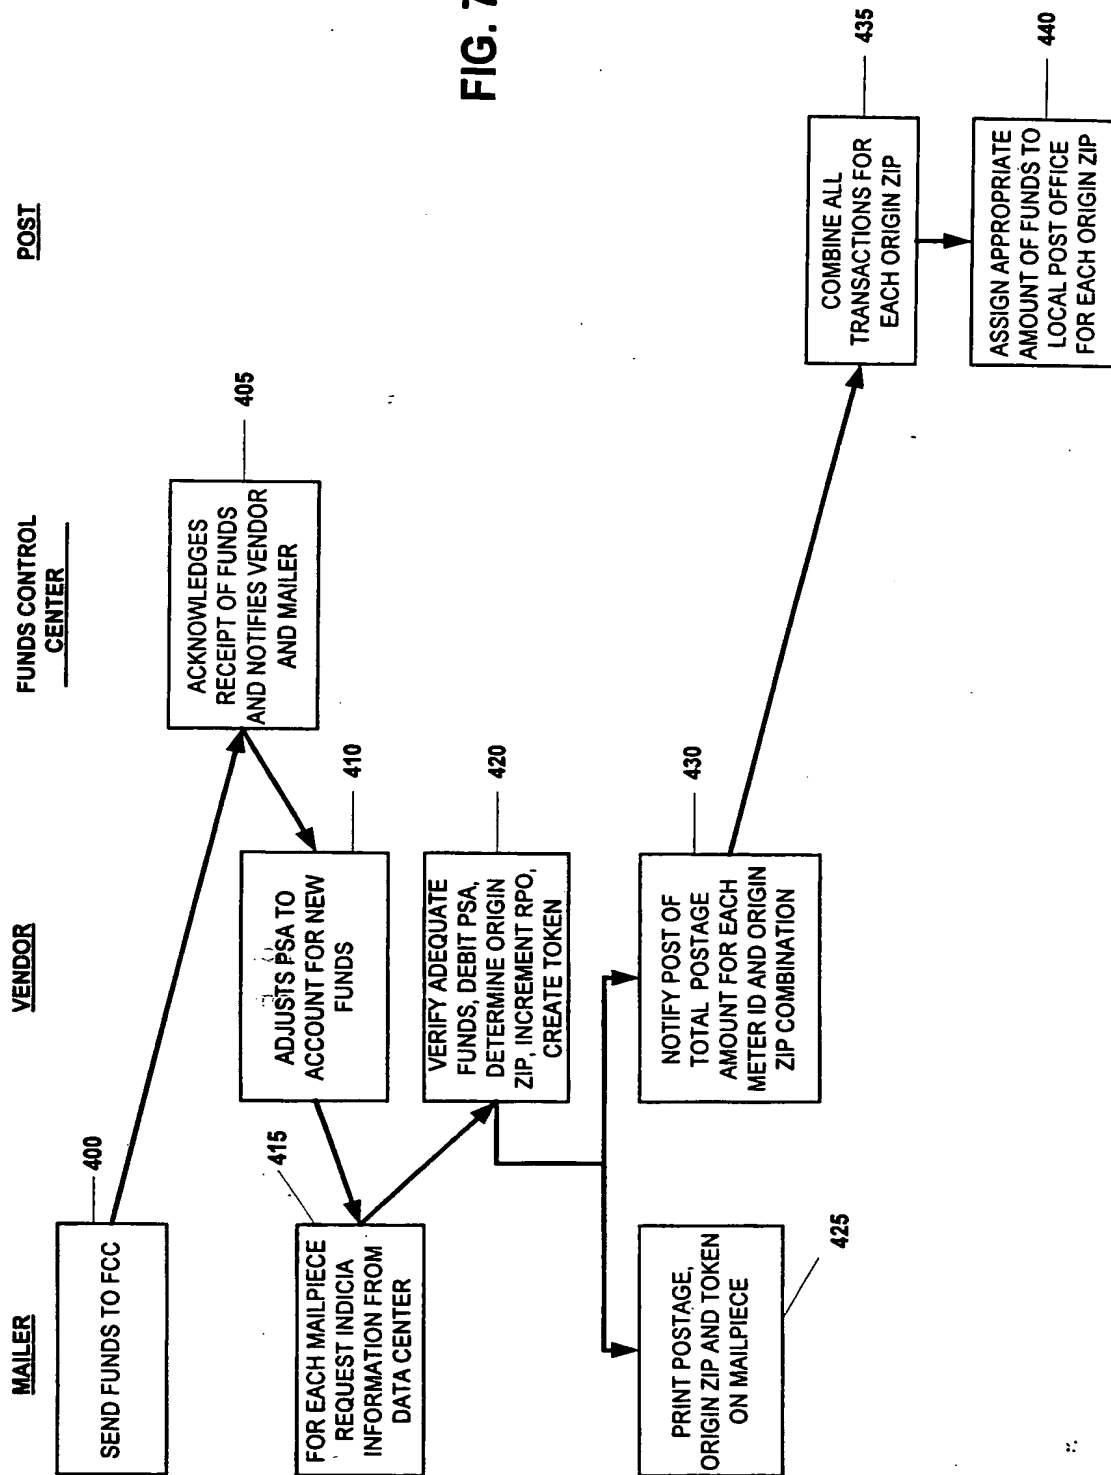 FIG. 7
MAILER
VENDOR
FUNDS CONTROL
CENTER
POST
400
SEND FUNDS TO FCC
405
ACKNOWLEDGES
RECEIPT OF FUNDS
AND NOTIFIES VENDOR
AND MAILER
410
ADJUSTS PSA TO
ACCOUNT FOR NEW
FUNDS
415
FOR EACH MAILPIECE
REQUEST INDICIA
INFORMATION FROM
DATA CENTER
420
VERIFY ADEQUATE
FUNDS, DEBIT PSA,
DETERMINE ORIGIN
ZIP, INCREMENT RPO,
CREATE TOKEN
425
PRINT POSTAGE,
ORIGIN ZIP AND TOKEN
ON MAILPIECE
430
NOTIFY POST OF
TOTAL POSTAGE
AMOUNT FOR EACH
METER ID AND ORIGIN
ZIP COMBINATION
435
COMBINE ALL
TRANSACTIONS FOR
EACH ORIGIN ZIP
440
ASSIGN APPROPRIATE
AMOUNT OF FUNDS TO
LOCAL POST OFFICE
FOR EACH ORIGIN ZIP